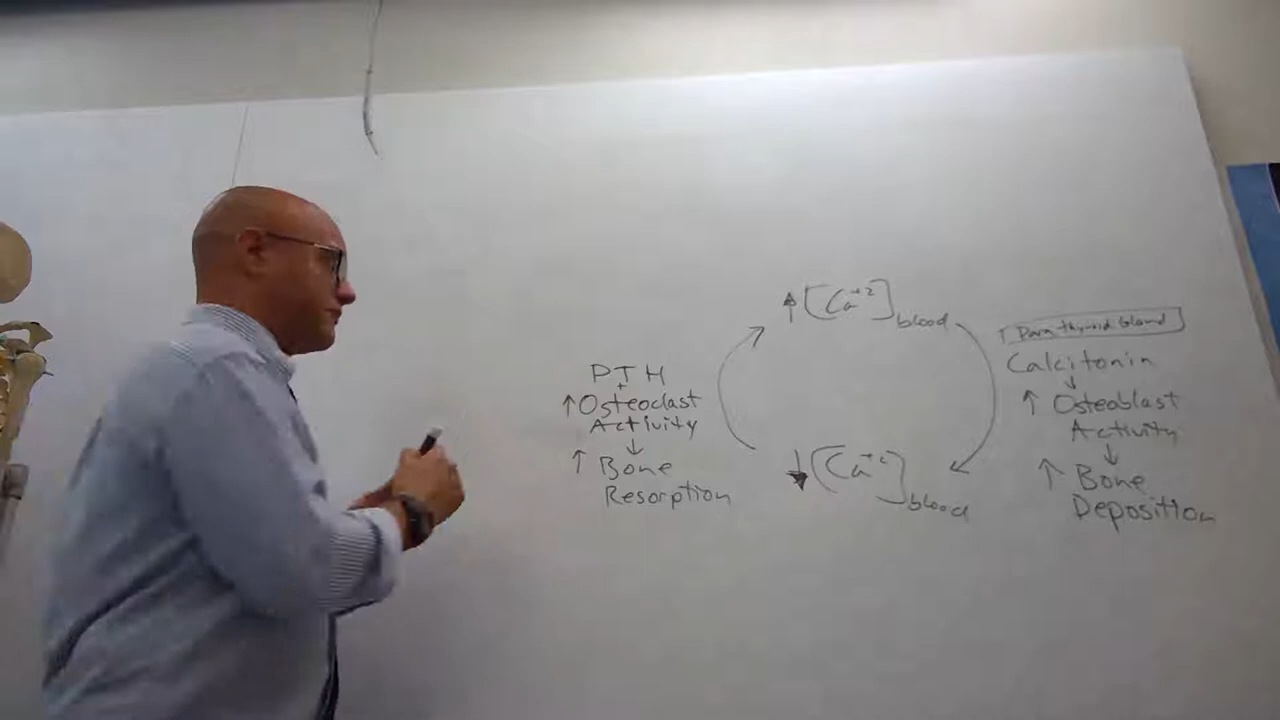 ↑[Ca+2]blood
↑ Parathyroid Gland
Calcitonin
↓
↑ Osteoblast
Activity
↓
↑ Bone
Deposition
PTH
↓
↑Osteoclast
Activity
↓
↑ Bone
Resorption
↓[Ca+2]blood